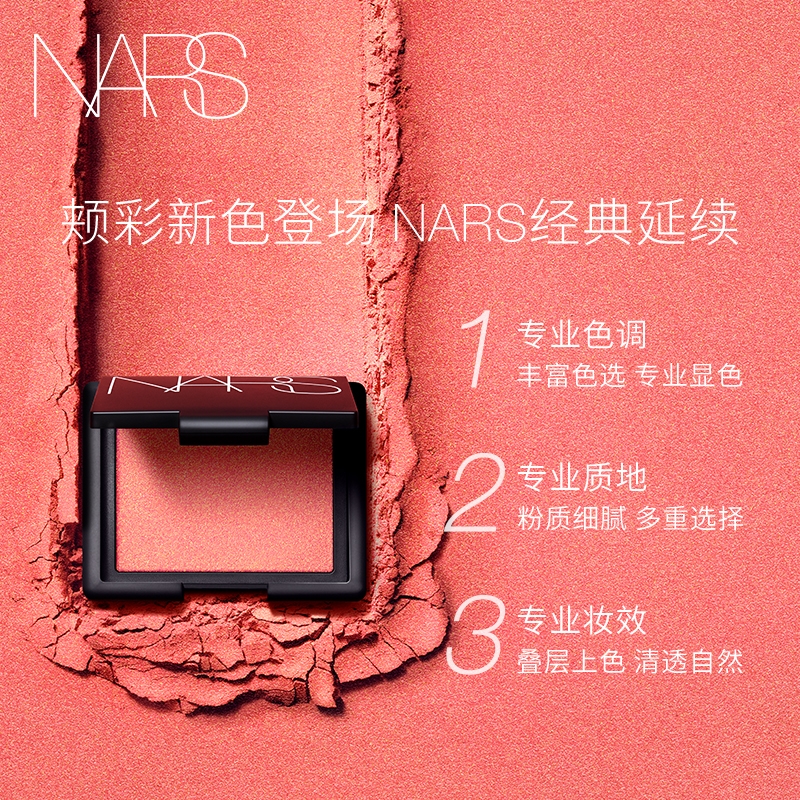 NARS
颊彩新色登场 NARS经典延续
1 专业色调
丰富色选 专业显色
NARS
2 专业质地
粉质细腻 多重选择
3 专业妆效
叠层上色 清透自然